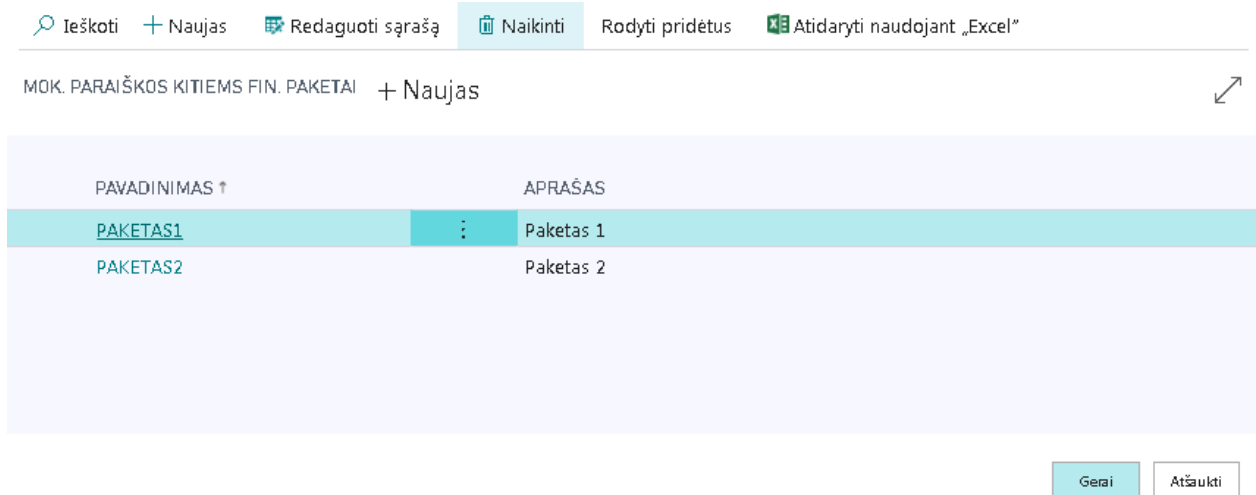 Ieškoti Naujas Redaguoti sąrašą Naikinti Rodyti pridėtus Atidaryti naudojant „Excel“
MOK. PARAIŠKOS KITIEMS FIN. PAKETAI + Naujas
PAVADINIMAS ↑ APRAŠAS
PAKETAS1 Paketas 1
PAKETAS2 Paketas 2
Gerai Atšaukti